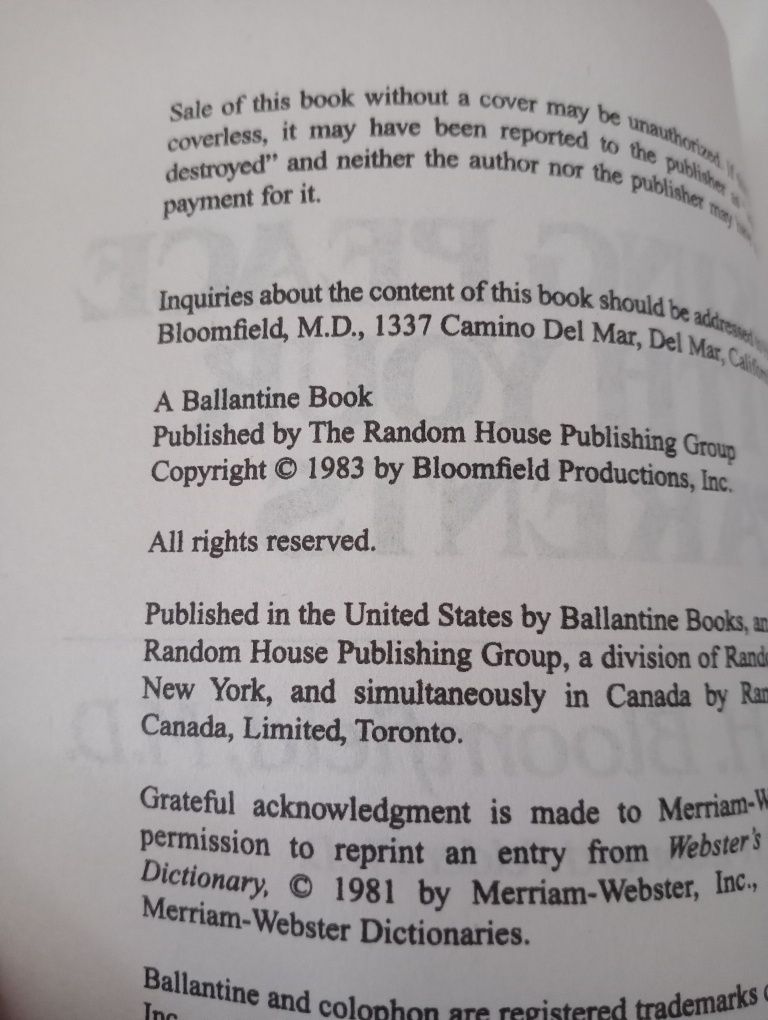 Sale of this book without a cover may be unauthorized. If
coverless, it may have been reported to the publisher as
destroyed” and neither the author nor the publisher may
payment for it.
Inquiries about the content of this book should be addressed
Bloomfield, M.D., 1337 Camino Del Mar, Del Mar,
A Ballantine Book
Published by The Random House Publishing Group
Copyright © 1983 by Bloomfield Productions, Inc.
All rights reserved.
Published in the United States by Ballantine Books, an
Random House Publishing Group, a division of
New York, and simultaneously in Canada by
Canada, Limited, Toronto.
Grateful acknowledgment is made to
permission to reprint an entry from Webster's
Dictionary, © 1981 by Merriam-Webster, Inc.,
Merriam-Webster Dictionaries.
Ballantine and colophon are registered trademarks
Inc.